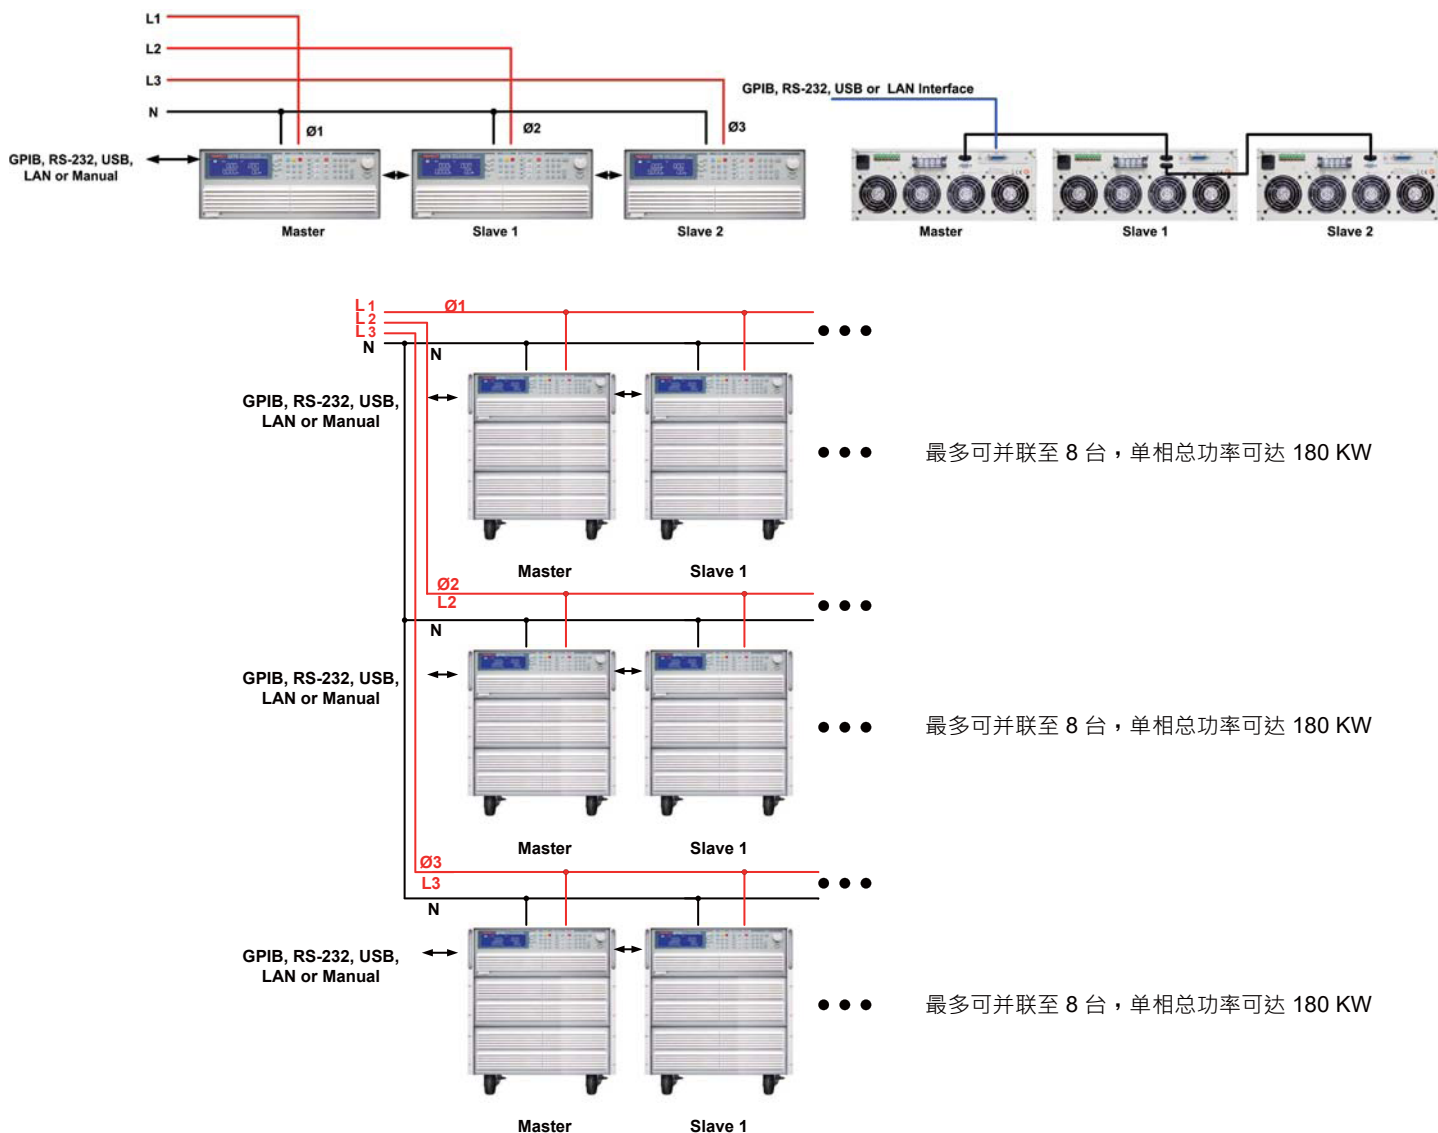 L1
L2
L3
N
Ø1
Ø2
Ø3
GPIB, RS-232, USB,
LAN or Manual
Master
Slave 1
Slave 2
GPIB, RS-232, USB or LAN Interface
Master
Slave 1
Slave 2
L1
L2
L3
N
Ø1
N
GPIB, RS-232, USB,
LAN or Manual
最多可并联至 8 台，单相总功率可达 180 KW
Master
Slave 1
Ø2
L2
N
GPIB, RS-232, USB,
LAN or Manual
最多可并联至 8 台，单相总功率可达 180 KW
Master
Slave 1
Ø3
L3
N
GPIB, RS-232, USB,
LAN or Manual
最多可并联至 8 台，单相总功率可达 180 KW
Master
Slave 1